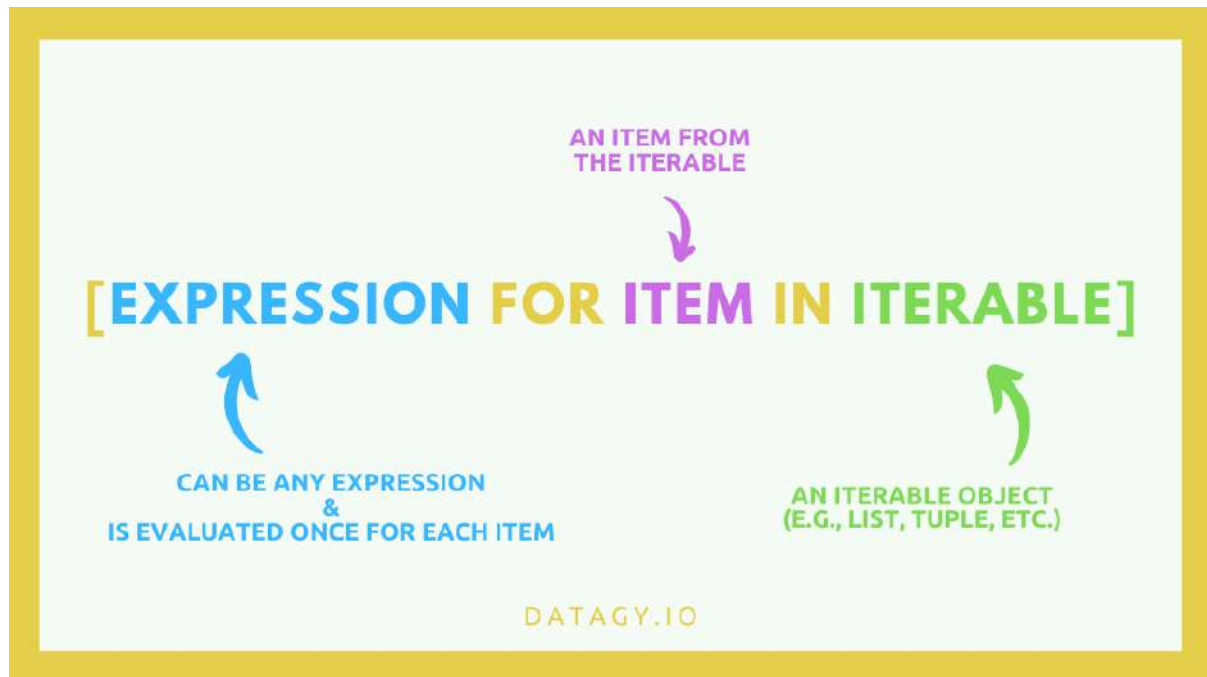 AN ITEM FROM
THE ITERABLE
[EXPRESSION FOR ITEM IN ITERABLE]
CAN BE ANY EXPRESSION
&
IS EVALUATED ONCE FOR EACH ITEM
AN ITERABLE OBJECT
(E.G., LIST, TUPLE, ETC.)
DATAGY.IO